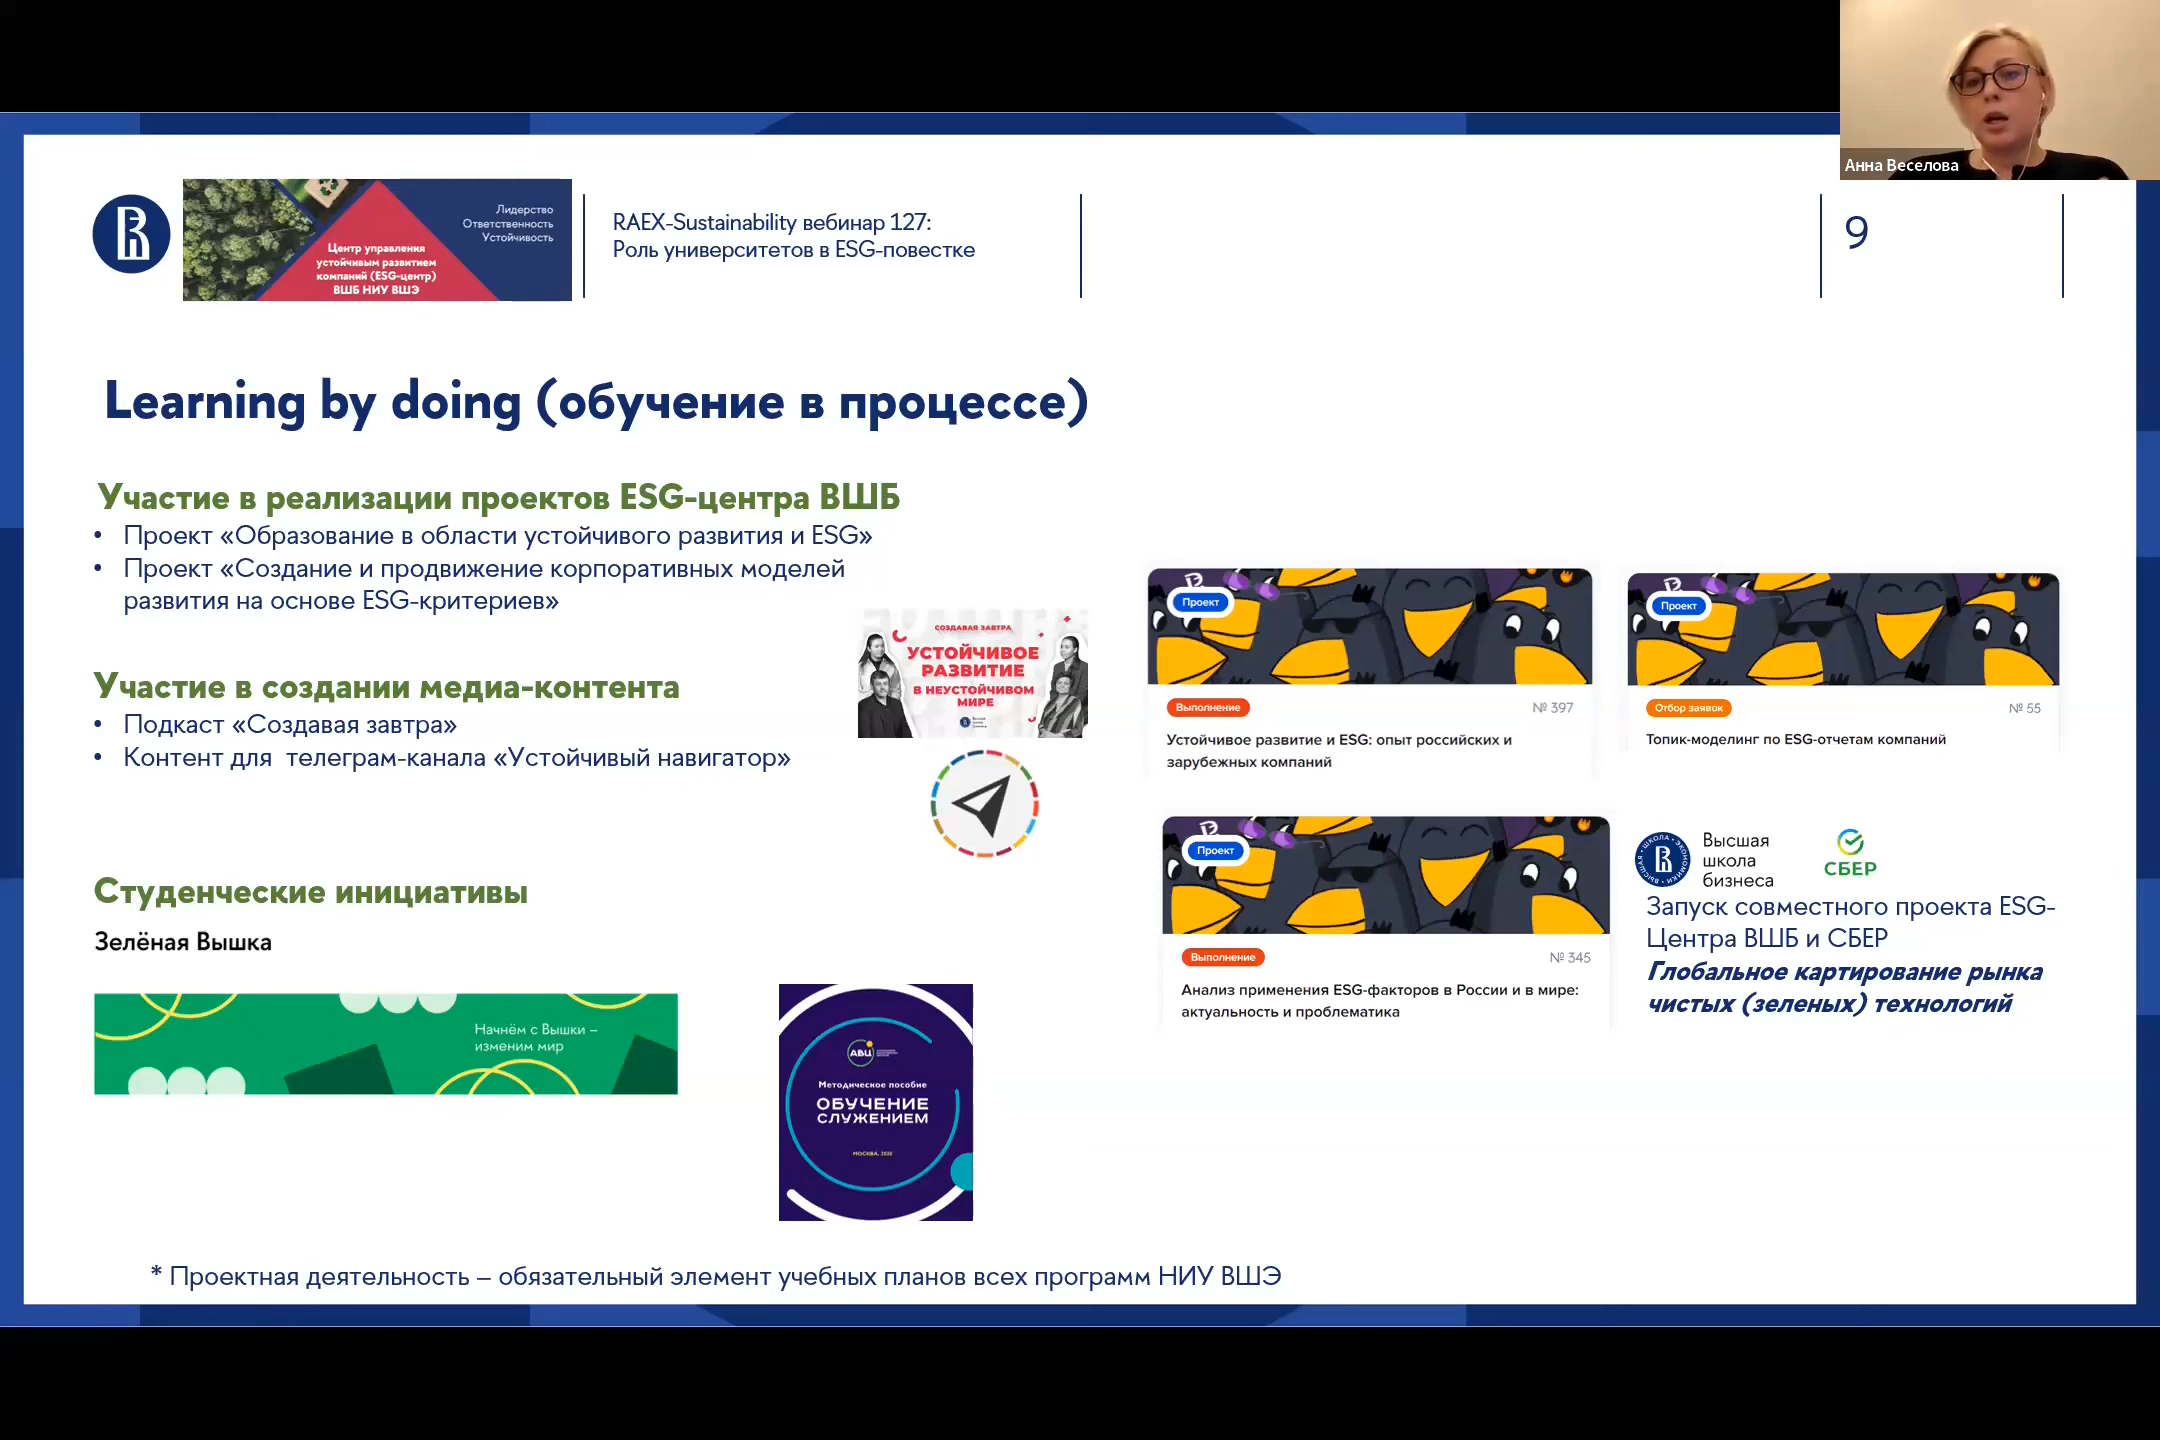 Анна Веселова
Лидерство
Ответственность
Устойчивость
Центр управления
устойчивым развитием
компаний (ESG-центр)
ВШБ НИУ ВШЭ
RAEX-Sustainability вебинар 127:
Роль университетов в ESG-повестке
9
Learning by doing (обучение в процессе)
Участие в реализации проектов ESG-центра ВШБ
• Проект «Образование в области устойчивого развития и ESG»
• Проект «Создание и продвижение корпоративных моделей
развития на основе ESG-критериев»
Участие в создании медиа-контента
• Подкаст «Создавая завтра»
• Контент для телеграм-канала «Устойчивый навигатор»
СОЗДАВАЯ ЗАВТРА
УСТОЙЧИВОЕ
РАЗВИТИЕ
В НЕУСТОЙЧИВОМ
МИРЕ
Студенческие инициативы
Зелёная Вышка
Начнём с Вышки –
изменим мир
АВЦ
Методическое пособие
ОБУЧЕНИЕ
СЛУЖЕНИЕМ
МОСКВА, 2020
Проект
Выполнение
№ 397
Устойчивое развитие и ESG: опыт российских и
зарубежных компаний
Проект
Отбор заявок
№ 55
Топик-моделинг по ESG-отчетам компаний
Проект
Выполнение
№ 345
Анализ применения ESG-факторов в России и в мире:
актуальность и проблематика
Высшая
школа
бизнеса
СБЕР
Запуск совместного проекта ESG-
Центра ВШБ и СБЕР
Глобальное картирование рынка
чистых (зеленых) технологий
* Проектная деятельность – обязательный элемент учебных планов всех программ НИУ ВШЭ